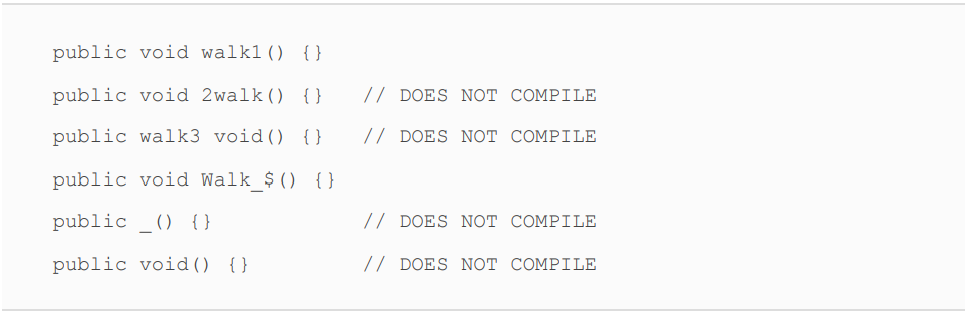 public void walk1() {}
public void 2walk() {}   // DOES NOT COMPILE
public walk3 void() {}   // DOES NOT COMPILE
public void Walk_$() {}
public _() {}            // DOES NOT COMPILE
public void() {}         // DOES NOT COMPILE